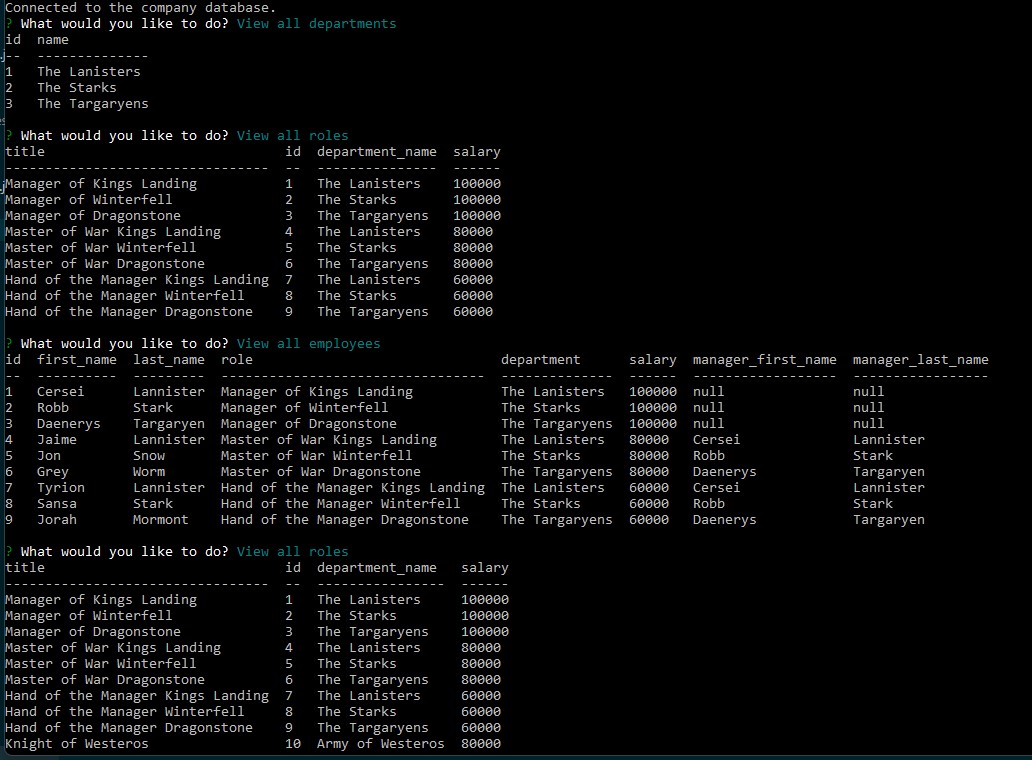 Connected to the company database.
? What would you like to do? View all departments
id  name
--  --------------
1   The Lanisters
2   The Starks
3   The Targaryens
? What would you like to do? View all roles
title                              id  department_name  salary
---------------------------------  --  ---------------  ------
Manager of Kings Landing           1   The Lanisters    100000
Manager of Winterfell              2   The Starks       100000
Manager of Dragonstone             3   The Targaryens   100000
Master of War Kings Landing        4   The Lanisters    80000
Master of War Winterfell           5   The Starks       80000
Master of War Dragonstone          6   The Targaryens   80000
Hand of the Manager Kings Landing  7   The Lanisters    60000
Hand of the Manager Winterfell     8   The Starks       60000
Hand of the Manager Dragonstone    9   The Targaryens   60000
? What would you like to do? View all employees
id  first_name  last_name  role                               department      salary  manager_first_name  manager_last_name
--  ----------  ---------  ---------------------------------  --------------  ------  ------------------  -----------------
1   Cersei      Lannister  Manager of Kings Landing           The Lanisters   100000  null                null
2   Robb        Stark      Manager of Winterfell              The Starks      100000  null                null
3   Daenerys    Targaryen  Manager of Dragonstone             The Targaryens  100000  null                null
4   Jaime       Lannister  Master of War Kings Landing        The Lanisters   80000   Cersei              Lannister
5   Jon         Snow       Master of War Winterfell           The Starks      80000   Robb                Stark
6   Grey        Worm       Master of War Dragonstone          The Targaryens  80000   Daenerys            Targaryen
7   Tyrion      Lannister  Hand of the Manager Kings Landing  The Lanisters   60000   Cersei              Lannister
8   Sansa       Stark      Hand of the Manager Winterfell     The Starks      60000   Robb                Stark
9   Jorah       Mormont    Hand of the Manager Dragonstone    The Targaryens  60000   Daenerys            Targaryen
? What would you like to do? View all roles
title                              id  department_name   salary
---------------------------------  --  ----------------  ------
Manager of Kings Landing           1   The Lanisters     100000
Manager of Winterfell              2   The Starks        100000
Manager of Dragonstone             3   The Targaryens    100000
Master of War Kings Landing        4   The Lanisters     80000
Master of War Winterfell           5   The Starks        80000
Master of War Dragonstone          6   The Targaryens    80000
Hand of the Manager Kings Landing  7   The Lanisters     60000
Hand of the Manager Winterfell     8   The Starks        60000
Hand of the Manager Dragonstone    9   The Targaryens    60000
Knight of Westeros                 10  Army of Westeros  80000